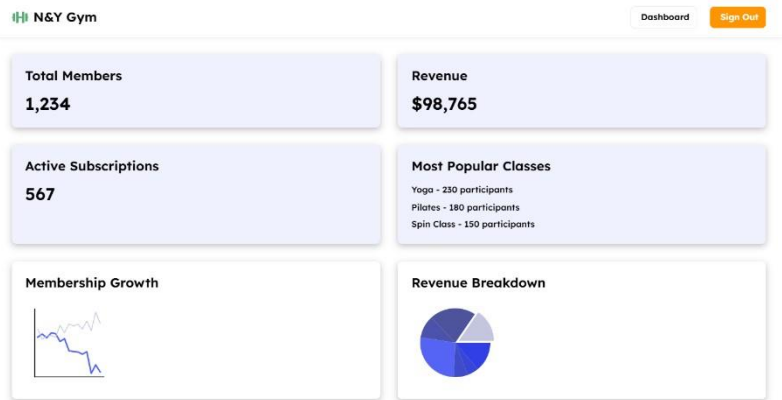 N&Y Gym
Dashboard
Sign Out
Total Members
1,234
Revenue
$98,765
Active Subscriptions
567
Most Popular Classes
Yoga - 230 participants
Pilates - 180 participants
Spin Class - 150 participants
Membership Growth
Revenue Breakdown